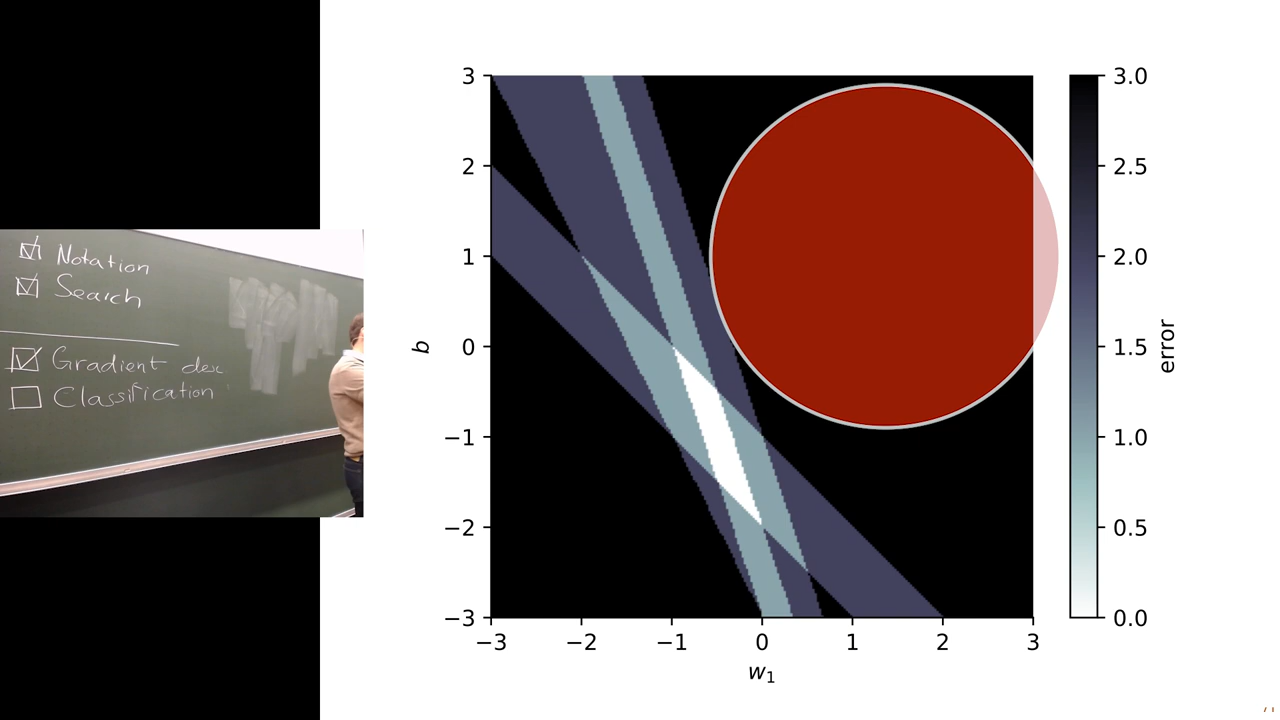 Notation
Search
Gradient desc
Classification
3
2
1
0
−1
−2
−3
b
−3 −2 −1 0 1 2 3
w1
3.0
2.5
2.0
1.5
1.0
0.5
0.0
error